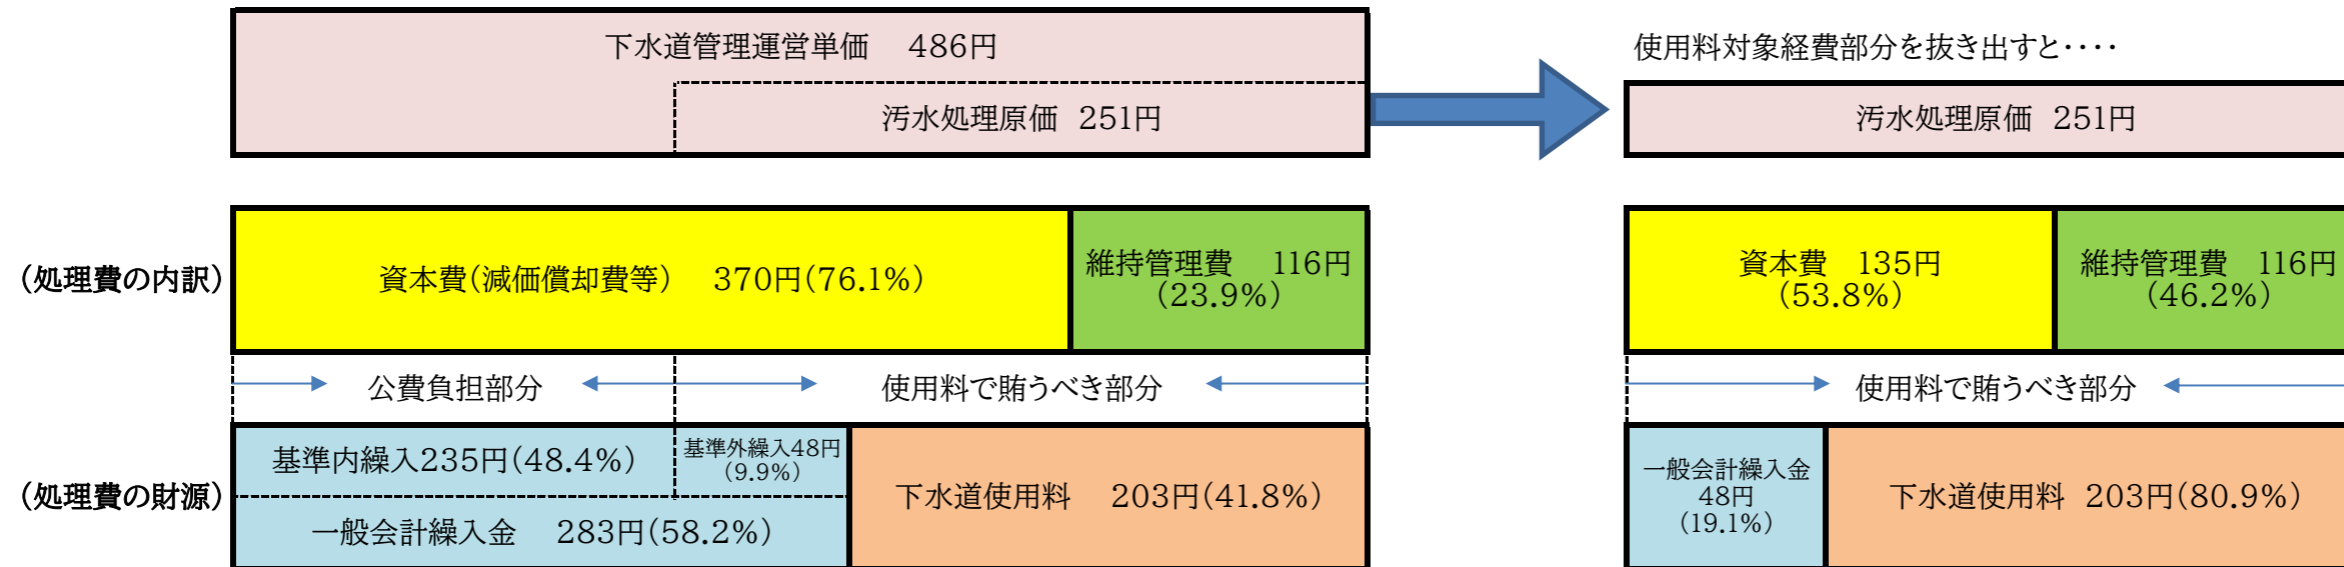 下水道管理運営単価　486円
汚水処理原価 251円
使用料対象経費部分を抜き出すと・・・・
汚水処理原価 251円
（処理費の内訳）
資本費(減価償却費等)　370円(76.1%)
維持管理費　116円
(23.9%)
資本費　135円
(53.8%)
維持管理費　116円
(46.2%)
公費負担部分
使用料で賄うべき部分
使用料で賄うべき部分
（処理費の財源）
基準内繰入235円(48.4%)
基準外繰入48円
(9.9%)
一般会計繰入金　283円(58.2%)
下水道使用料　203円(41.8%)
一般会計繰入金
48円
(19.1%)
下水道使用料 203円(80.9%)